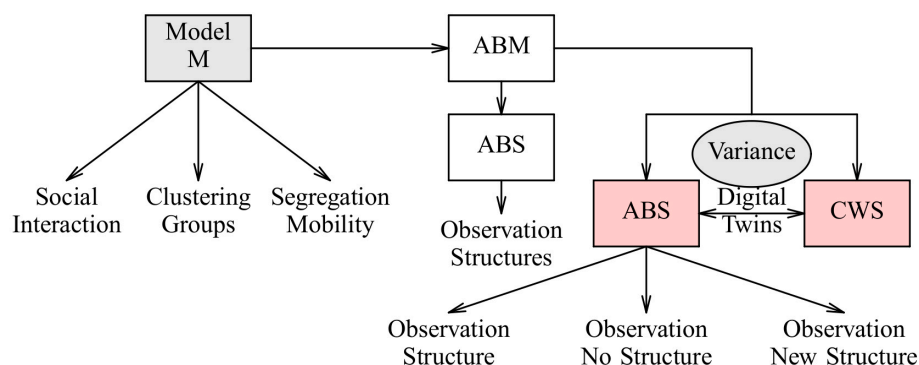 Model
M
ABM
ABS
Variance
Social
Interaction
Clustering
Groups
Segregation
Mobility
Observation
Structures
ABS
Digital
Twins
CWS
Observation
Structure
Observation
No Structure
Observation
New Structure